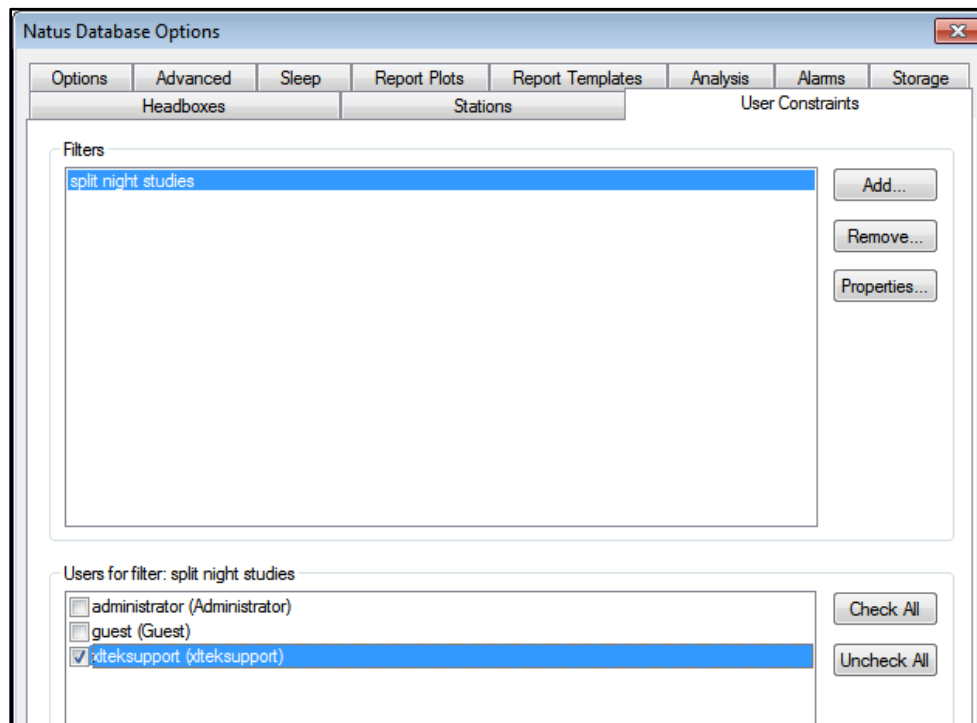 Natus Database Options
Options Advanced Sleep Report Plots Report Templates Analysis Alarms Storage
Headboxes Stations User Constraints
Filters
split night studies
Add...
Remove...
Properties...
Users for filter: split night studies
administrator (Administrator)
Check All
guest (Guest)
xlteksupport (xlteksupport)
Uncheck All